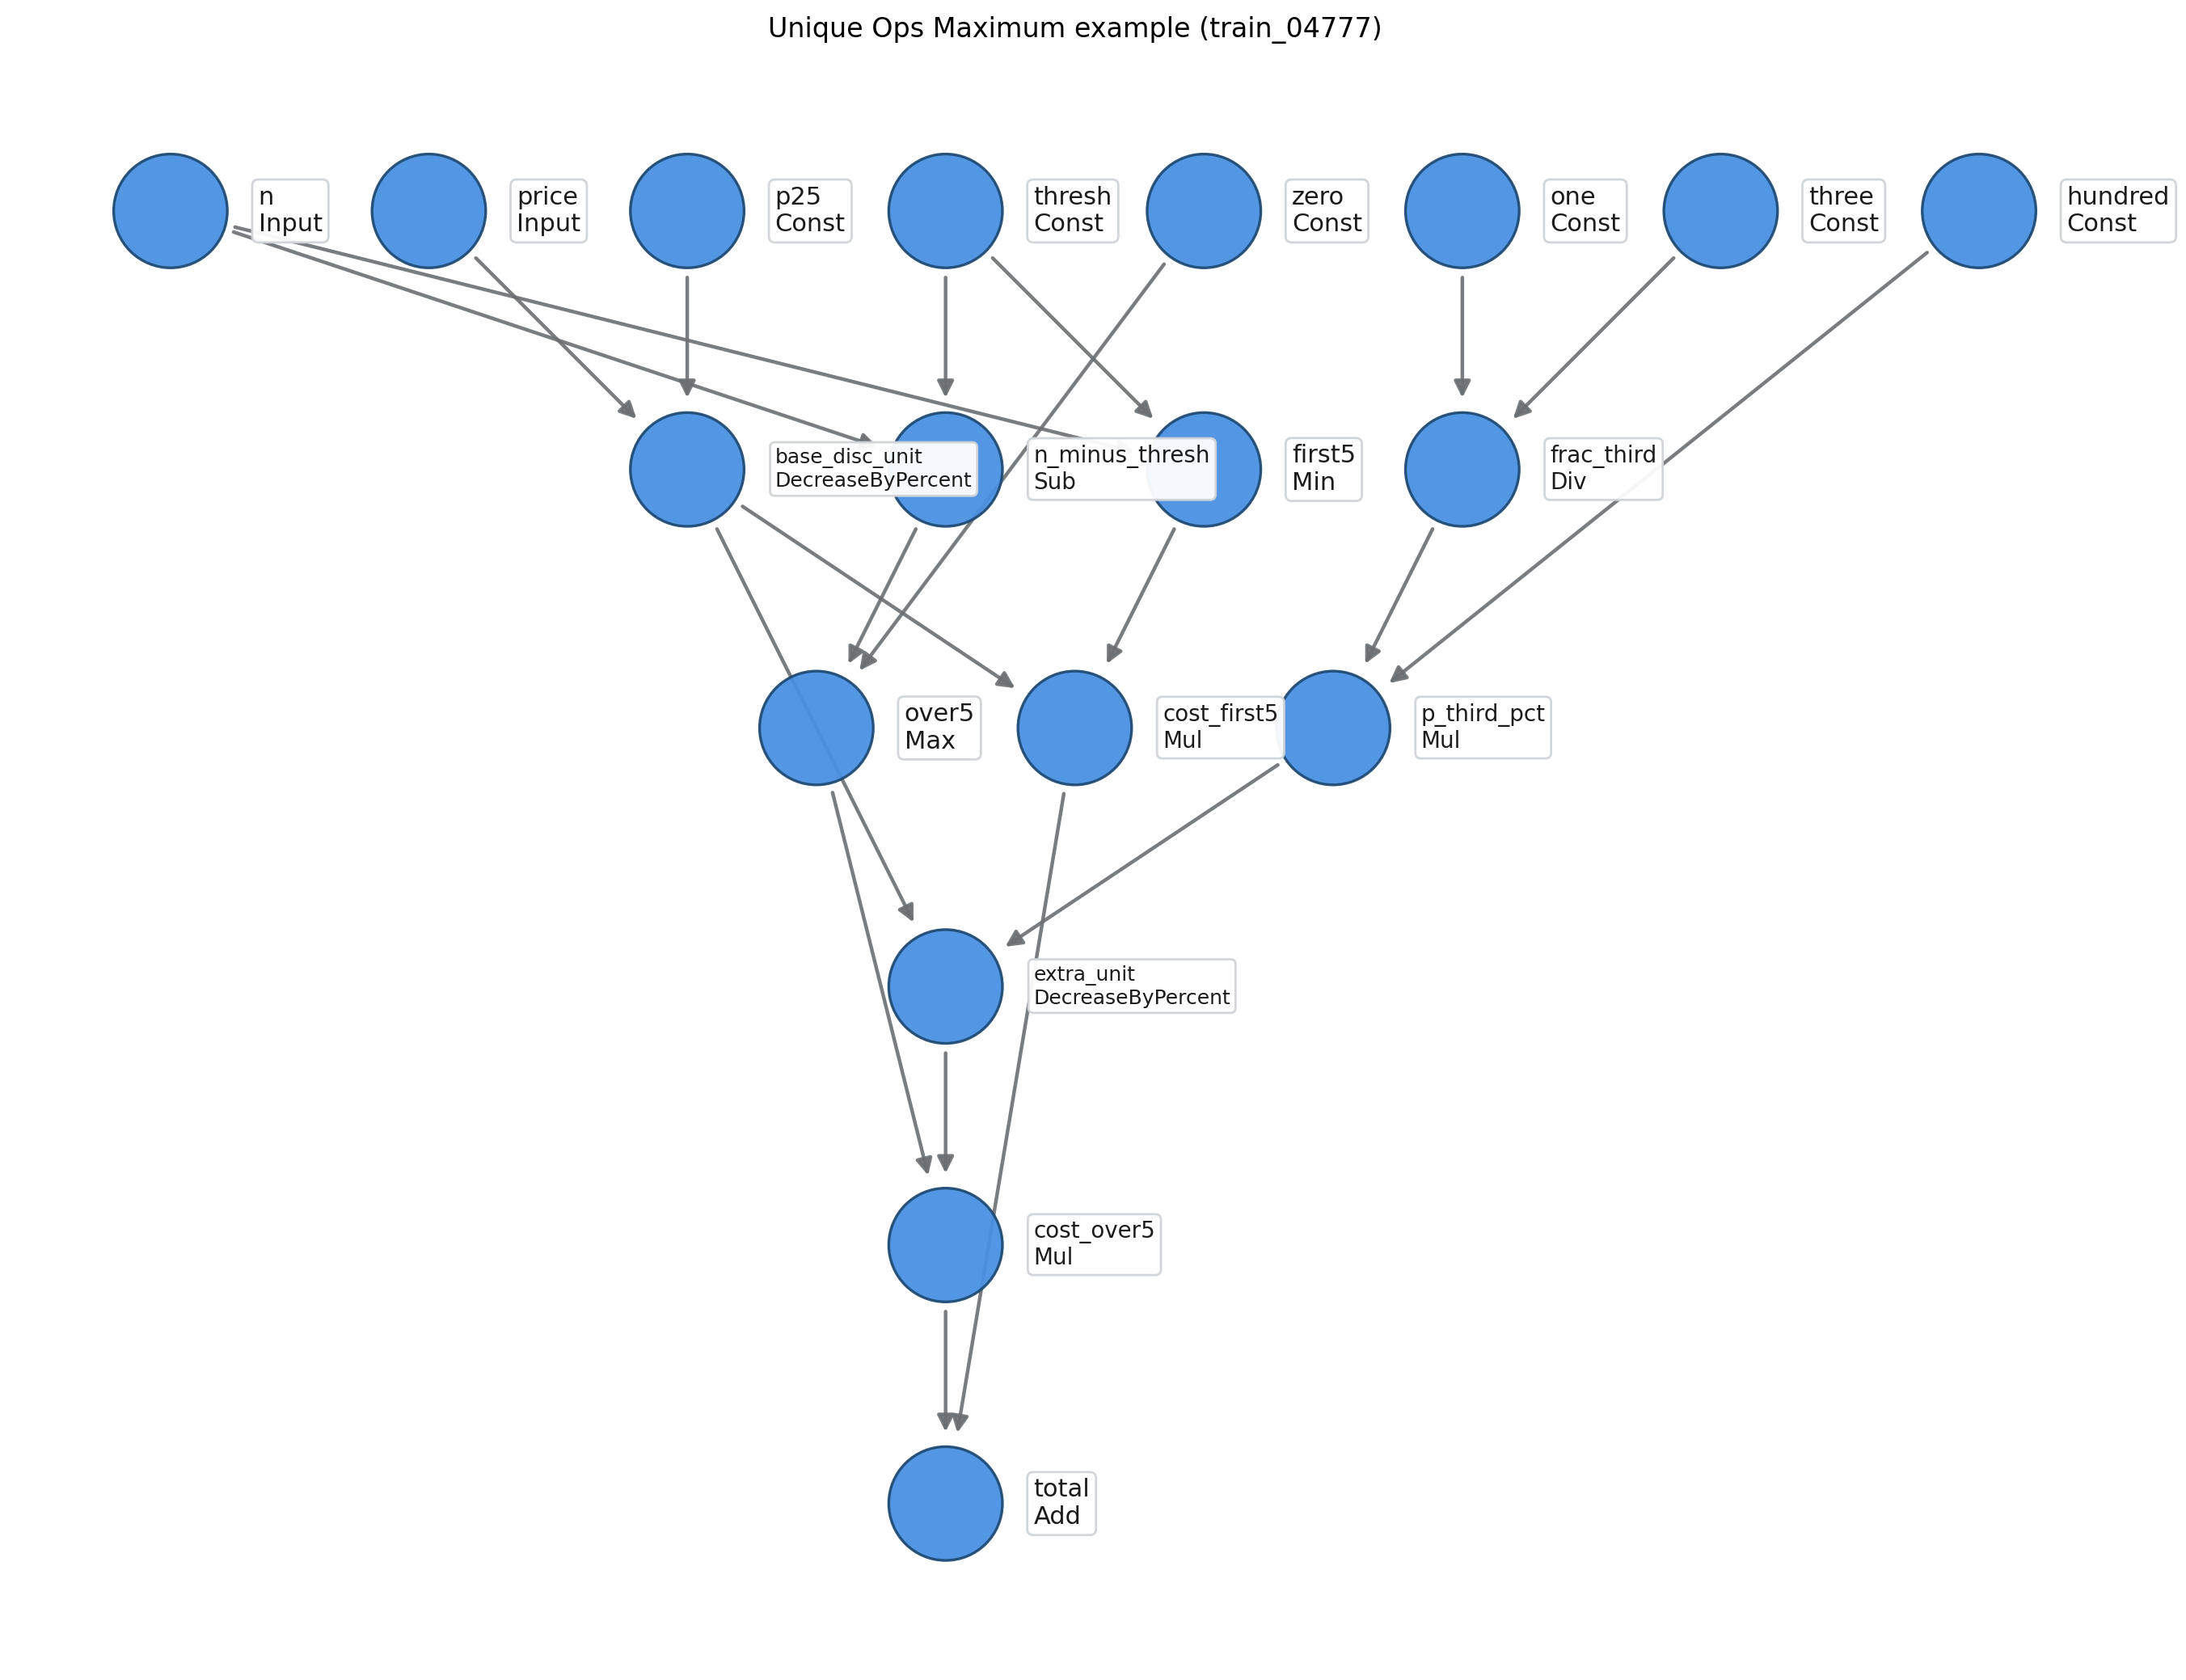 Unique Ops Maximum example (train_04777)
n
Input
price
Input
p25
Const
thresh
Const
zero
Const
one
Const
three
Const
hundred
Const
base_disc_unit
DecreaseByPercent
n_minus_thresh
Sub
first5
Min
frac_third
Div
over5
Max
cost_first5
Mul
p_third_pct
Mul
extra_unit
DecreaseByPercent
cost_over5
Mul
total
Add